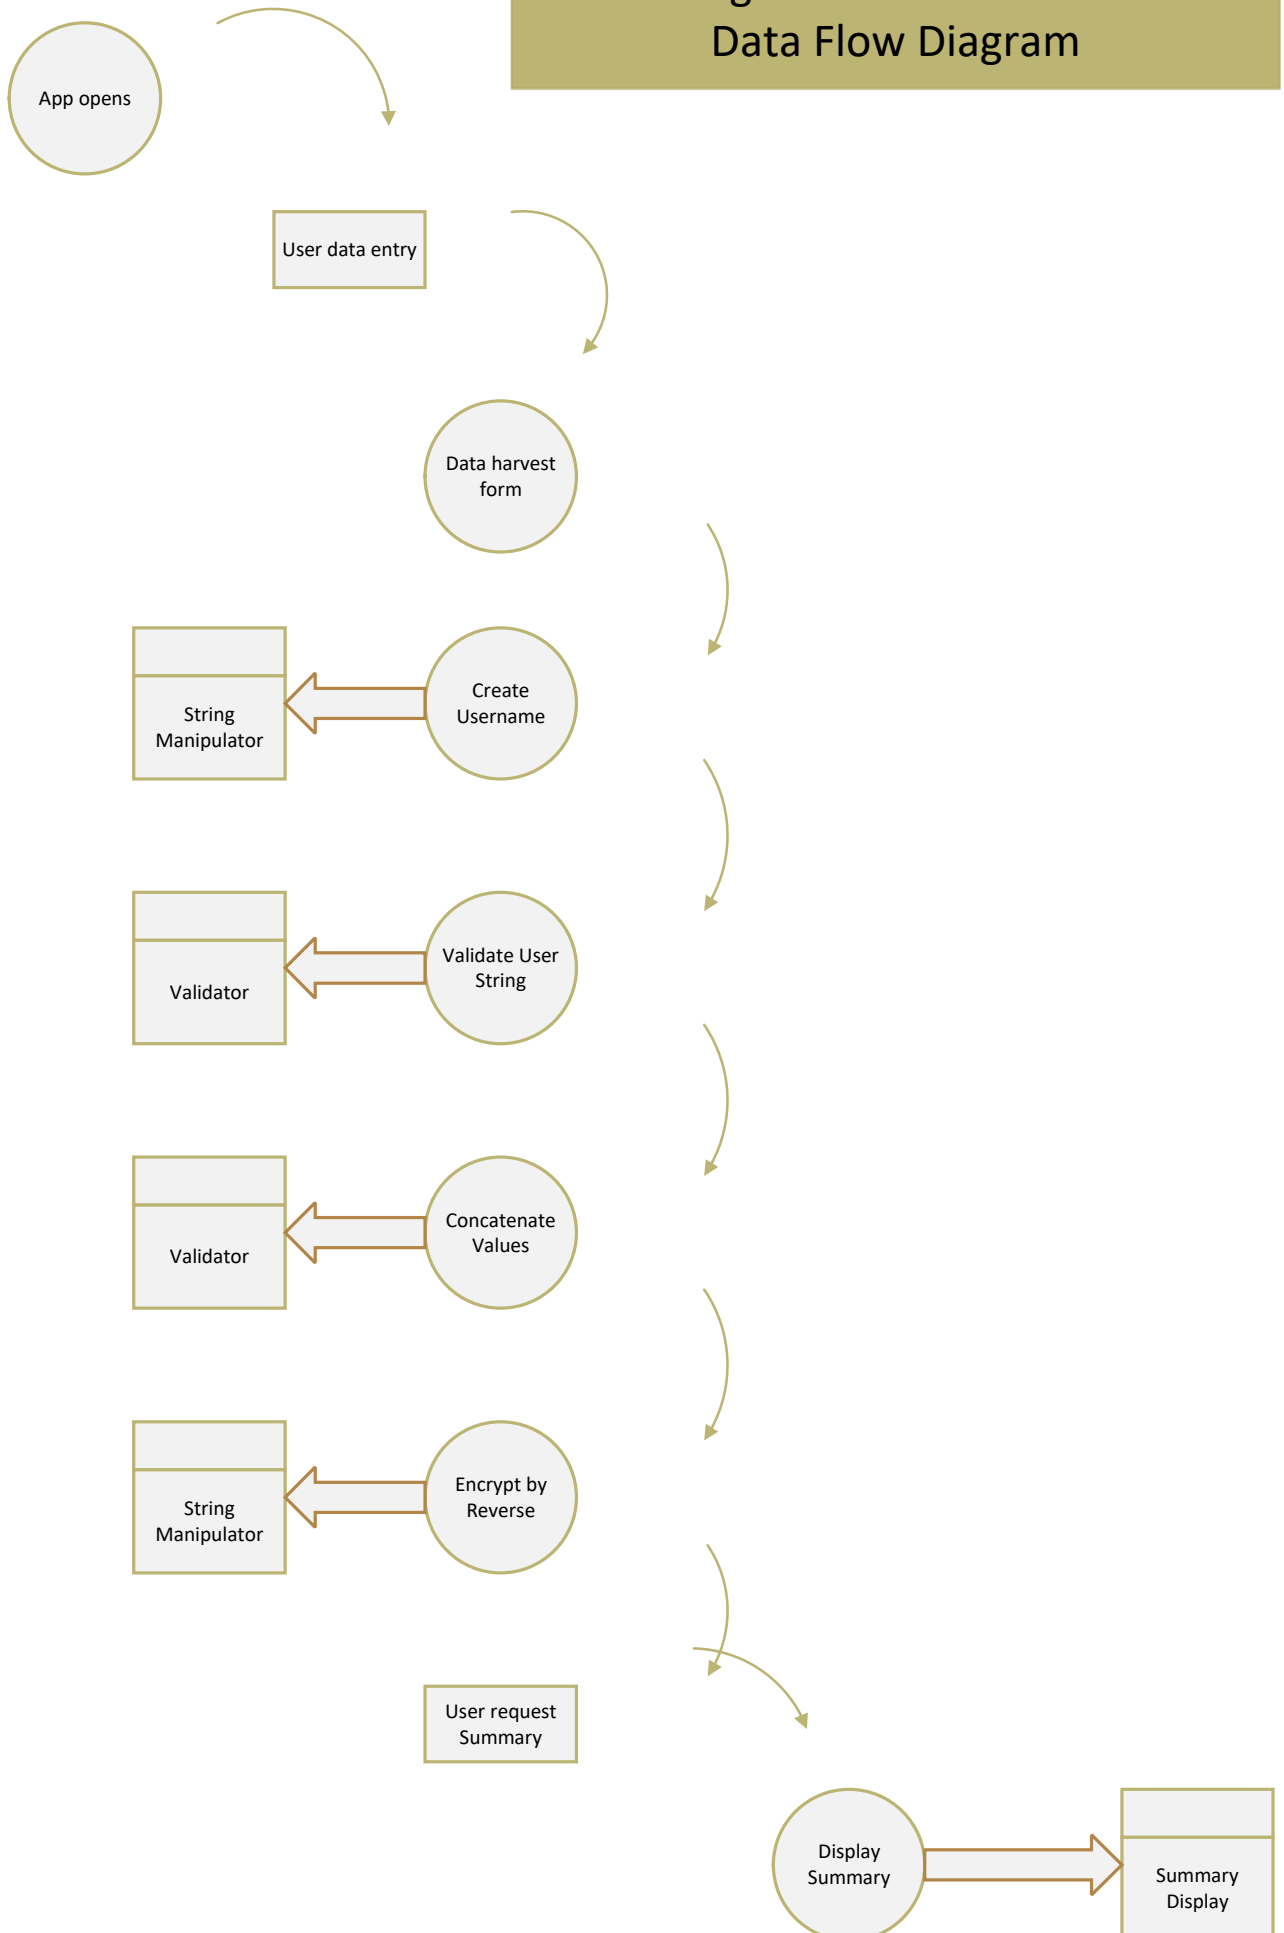 Data Flow Diagram
App opens
User data entry
Data harvest
form
String
Manipulator
Create
Username
Validator
Validate User
String
Validator
Concatenate
Values
String
Manipulator
Encrypt by
Reverse
User request
Summary
Display
Summary
Summary
Display